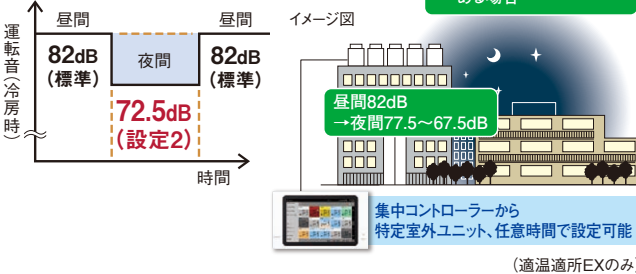 ある場合
昼間
昼間
イメージ図
運転音(冷房時)
82dB
(標準)
夜間
82dB
(標準)
72.5dB
(設定2)
時間
昼間82dB
→夜間77.5~67.5dB
集中コントローラーから
特定室外ユニット、任意時間で設定可能
(適温適所EXのみ)